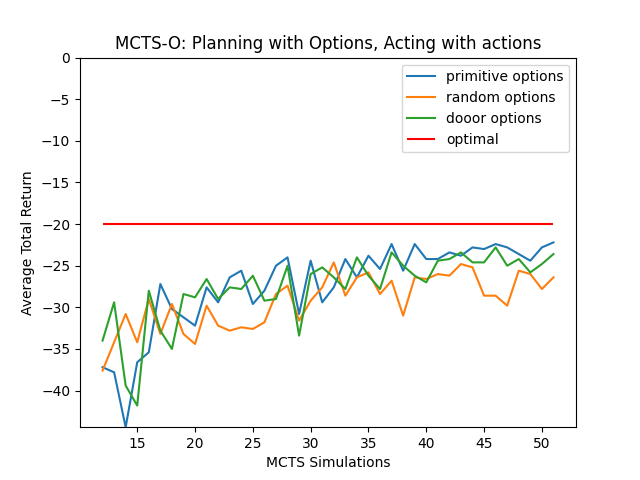 MCTS-O: Planning with Options, Acting with actions
primitive options
random options
dooor options
optimal
0
−5
−10
−15
−20
−25
−30
−35
−40
Average Total Return
15 20 25 30 35 40 45 50
MCTS Simulations